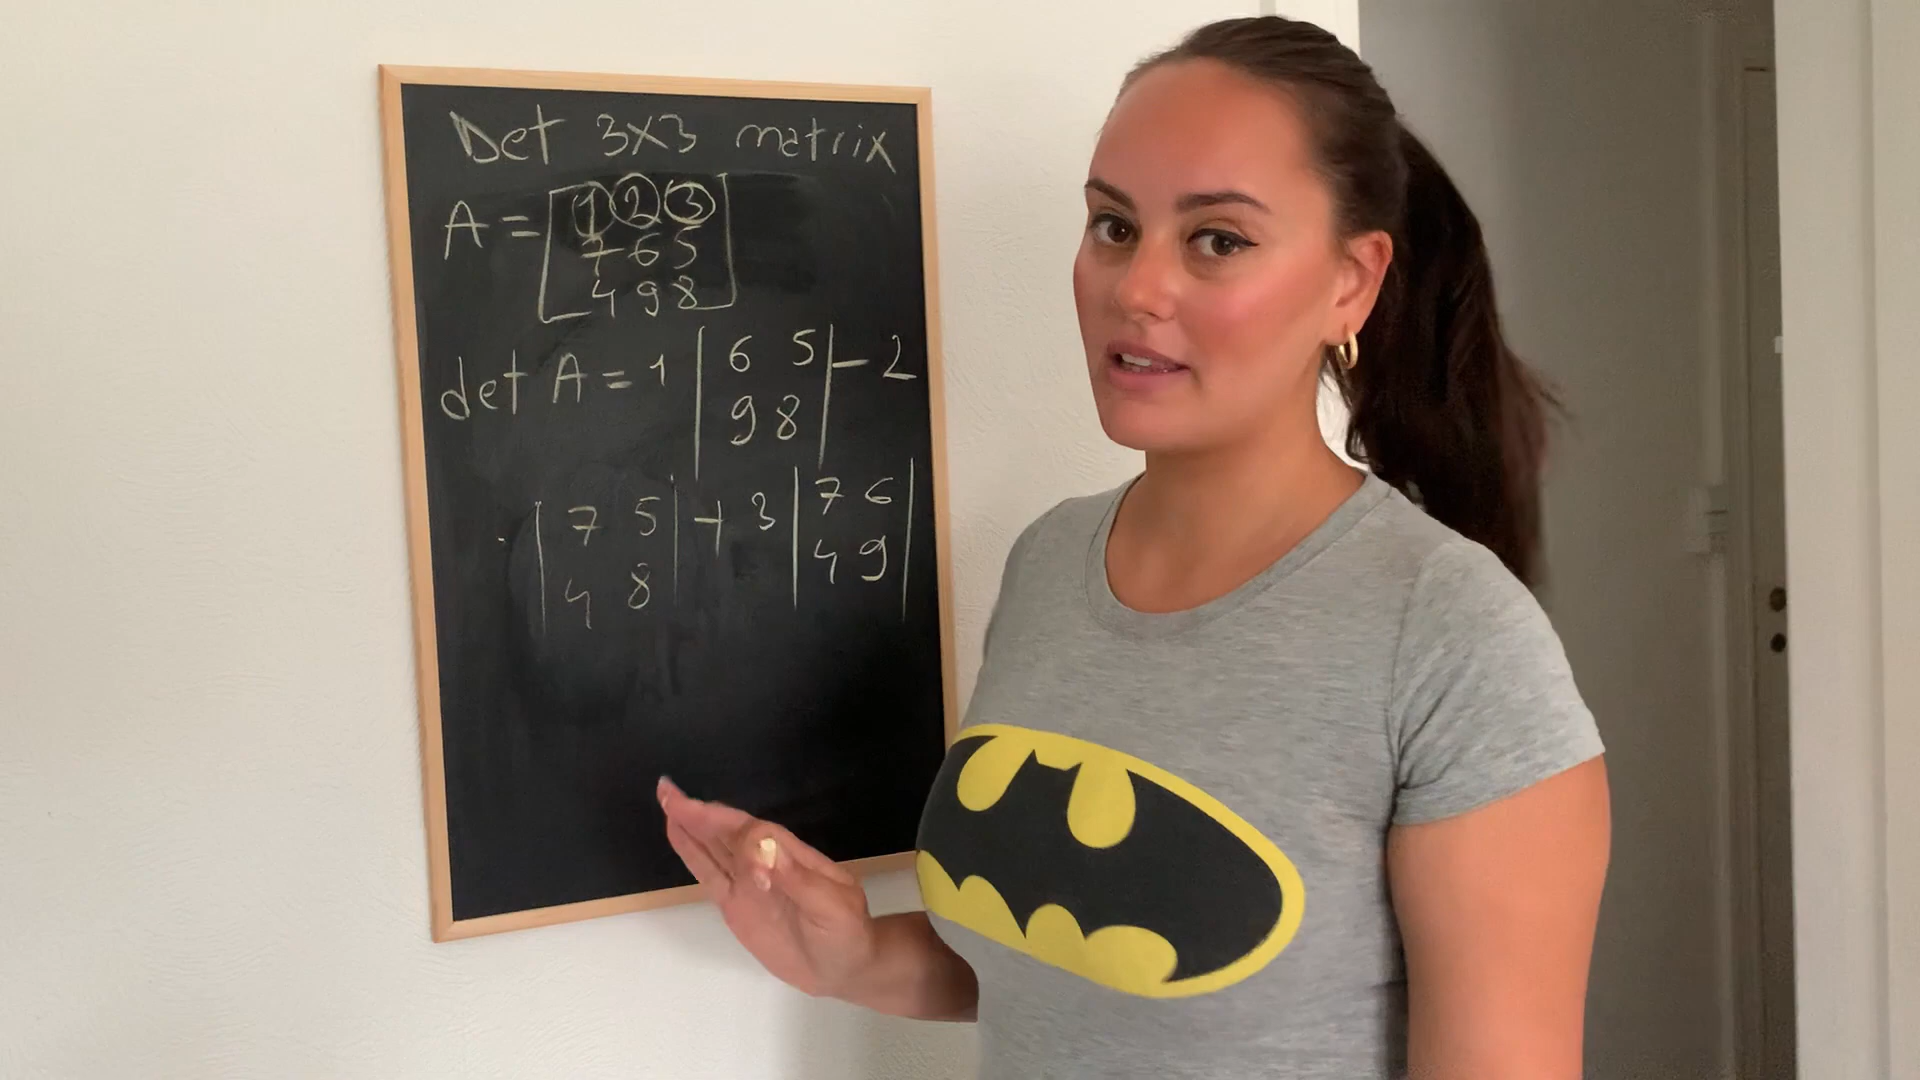 Det 3x3 matrix
A = [1 2 3
7 6 5
4 9 8]
det A = 1 |6 5| - 2
9 8
· |7 5| + 3 |7 6|
4 8 4 9